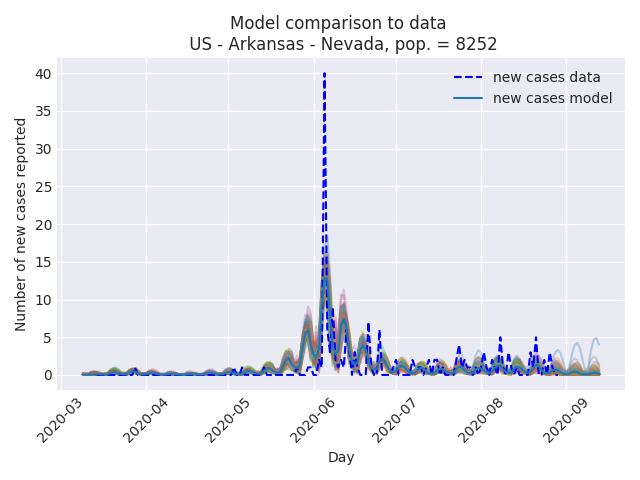 Model comparison to data
US - Arkansas - Nevada, pop. = 8252
new cases data
new cases model
Number of new cases reported
40
35
30
25
20
15
10
5
0
2020-03
2020-04
2020-05
2020-06
2020-07
2020-08
2020-09
Day